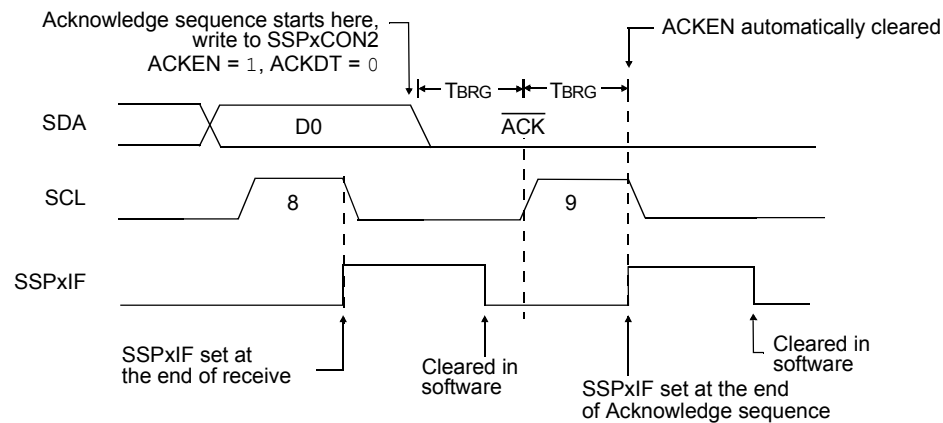 Acknowledge sequence starts here,
write to SSPxCON2
ACKEN = 1, ACKDT = 0
ACKEN automatically cleared
TBRG
TBRG
SDA
D0
ACK
SCL
8
9
SSPxIF
SSPxIF set at
the end of receive
Cleared in
software
SSPxIF set at the end
of Acknowledge sequence
Cleared in
software